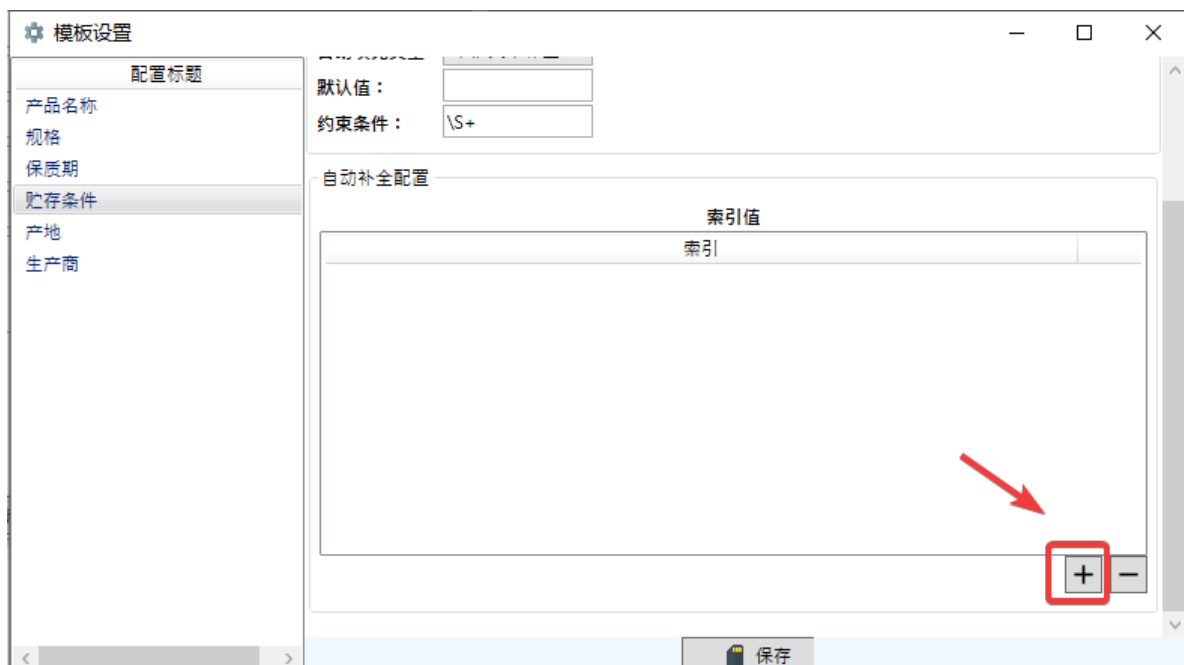 模板设置
配置标题
产品名称
规格
保质期
贮存条件
产地
生产商
默认值：
约束条件：
\S+
自动补全配置
索引值
索引
保存